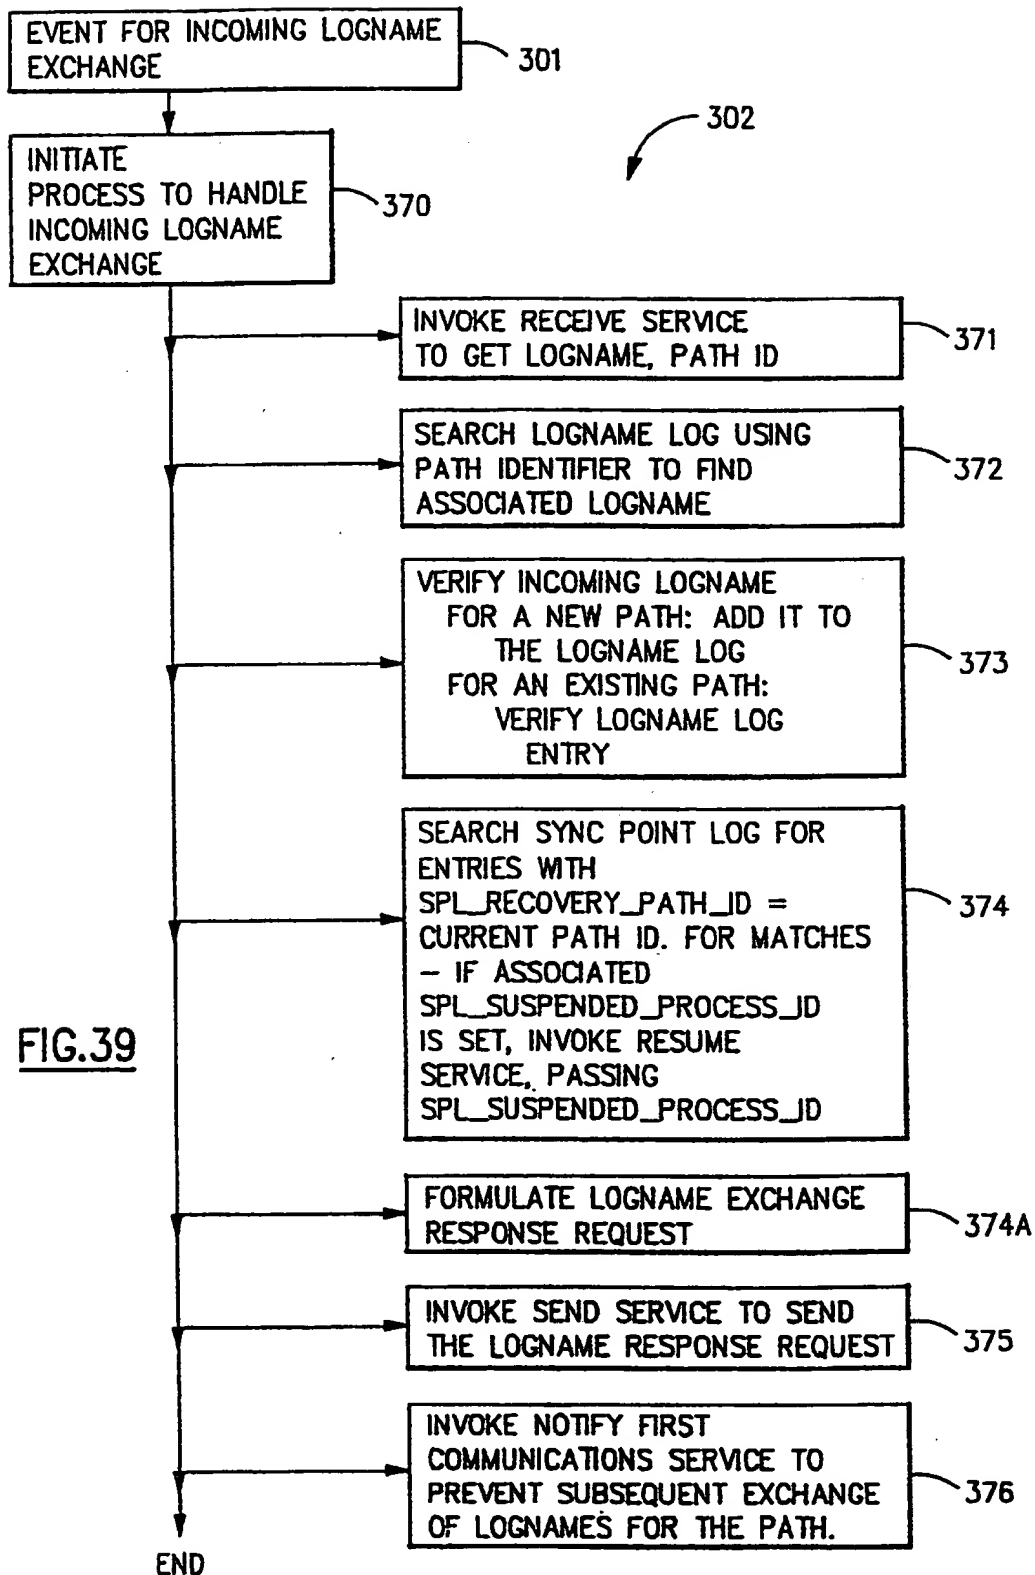 EVENT FOR INCOMING LOGNAME
EXCHANGE
301
302
INITIATE
PROCESS TO HANDLE
INCOMING LOGNAME
EXCHANGE
370
INVOKE RECEIVE SERVICE
TO GET LOGNAME, PATH ID
371
SEARCH LOGNAME LOG USING
PATH IDENTIFIER TO FIND
ASSOCIATED LOGNAME
372
VERIFY INCOMING LOGNAME
FOR A NEW PATH: ADD IT TO
THE LOGNAME LOG
FOR AN EXISTING PATH:
VERIFY LOGNAME LOG
ENTRY
373
SEARCH SYNC POINT LOG FOR
ENTRIES WITH
SPL_RECOVERY_PATH_ID =
CURRENT PATH ID. FOR MATCHES
– IF ASSOCIATED
SPL_SUSPENDED_PROCESS_ID
IS SET, INVOKE RESUME
SERVICE, PASSING
SPL_SUSPENDED_PROCESS_ID
374
FIG.39
FORMULATE LOGNAME EXCHANGE
RESPONSE REQUEST
374A
INVOKE SEND SERVICE TO SEND
THE LOGNAME RESPONSE REQUEST
375
INVOKE NOTIFY FIRST
COMMUNICATIONS SERVICE TO
PREVENT SUBSEQUENT EXCHANGE
OF LOGNAMES FOR THE PATH.
376
END